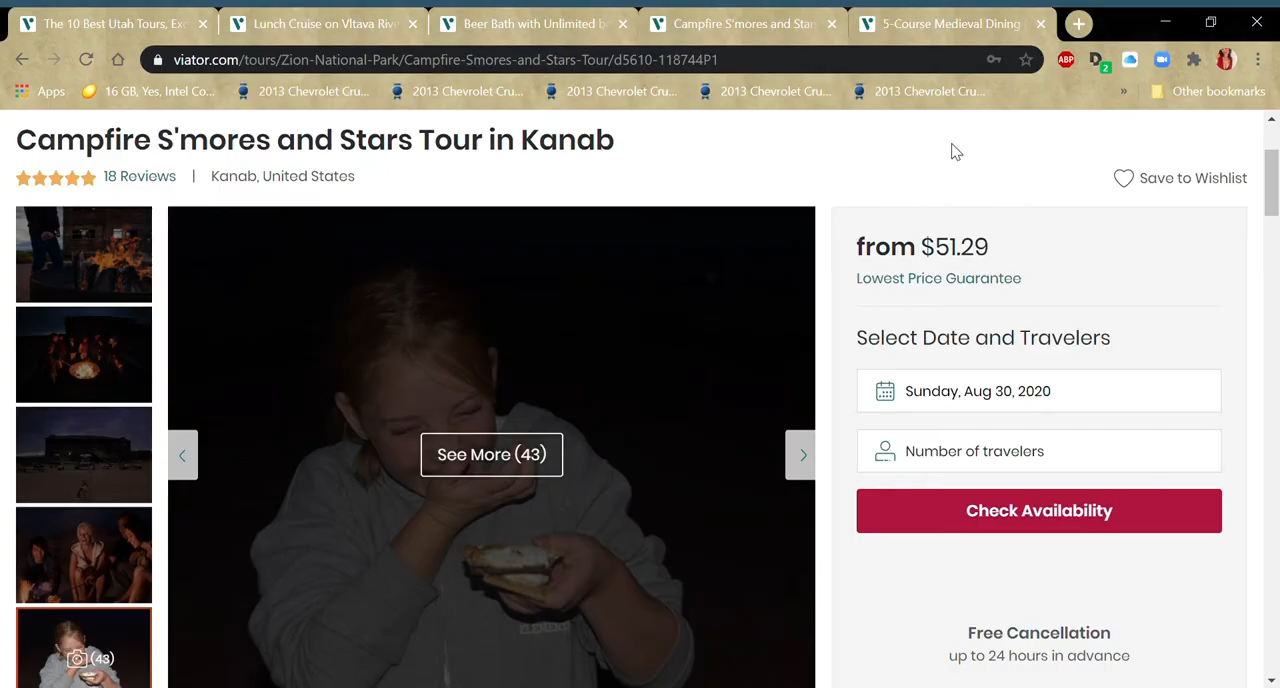 The 10 Best Utah Tours, Ex
Lunch Cruise on Vltava Rive
Beer Bath with Unlimited b
Campfire S'mores and Star
5-Course Medieval Dining
viator.com/tours/Zion-National-Park/Campfire-Smores-and-Stars-Tour/d5610-118744P1
ABP
2
Apps
16 GB, Yes, Intel Co...
2013 Chevrolet Cru...
2013 Chevrolet Cru...
2013 Chevrolet Cru...
2013 Chevrolet Cru...
2013 Chevrolet Cru...
»
Other bookmarks
Campfire S'mores and Stars Tour in Kanab
18 Reviews | Kanab, United States
Save to Wishlist
See More (43)
(43)
from $51.29
Lowest Price Guarantee
Select Date and Travelers
Sunday, Aug 30, 2020
Number of travelers
Check Availability
Free Cancellation
up to 24 hours in advance